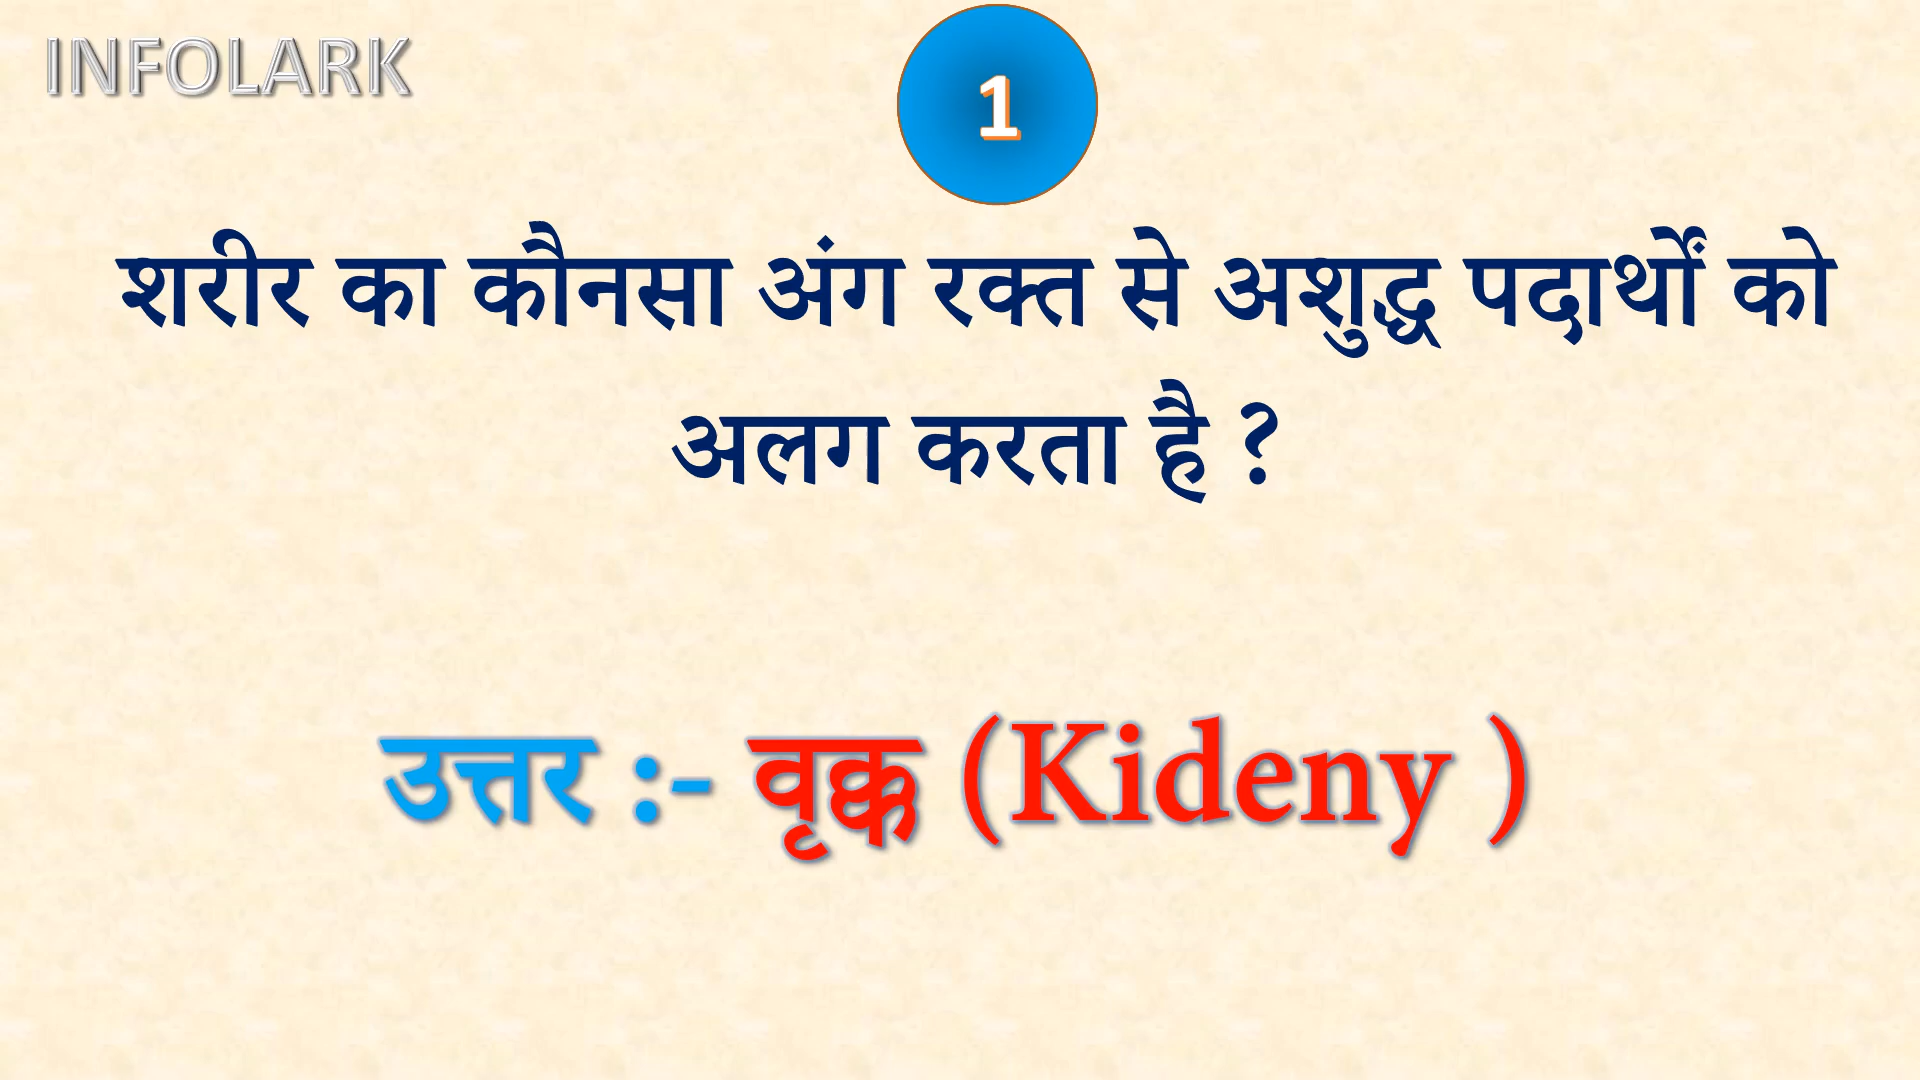 INFOLARK
1
शरीर का कौनसा अंग रक्त से अशुद्ध पदार्थों को
अलग करता है ?
उत्तर :- वृक्क (Kideny )